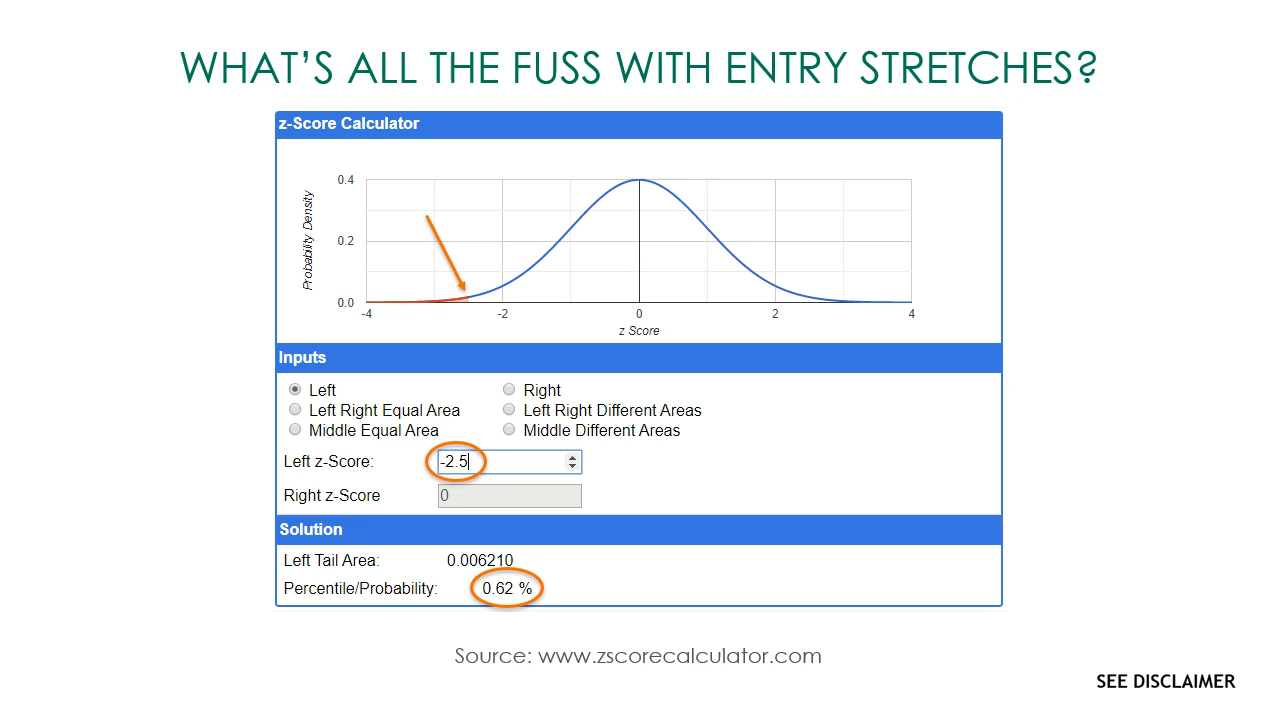 WHAT'S ALL THE FUSS WITH ENTRY STRETCHES?
z-Score Calculator
Probability Density
0.4
0.2
0.0
-4 -2 0 2 4
z Score
Inputs
Left Right
Left Right Equal Area Left Right Different Areas
Middle Equal Area Middle Different Areas
Left z-Score: -2.5
Right z-Score 0
Solution
Left Tail Area: 0.006210
Percentile/Probability: 0.62 %
Source: www.zscorecalculator.com
SEE DISCLAIMER